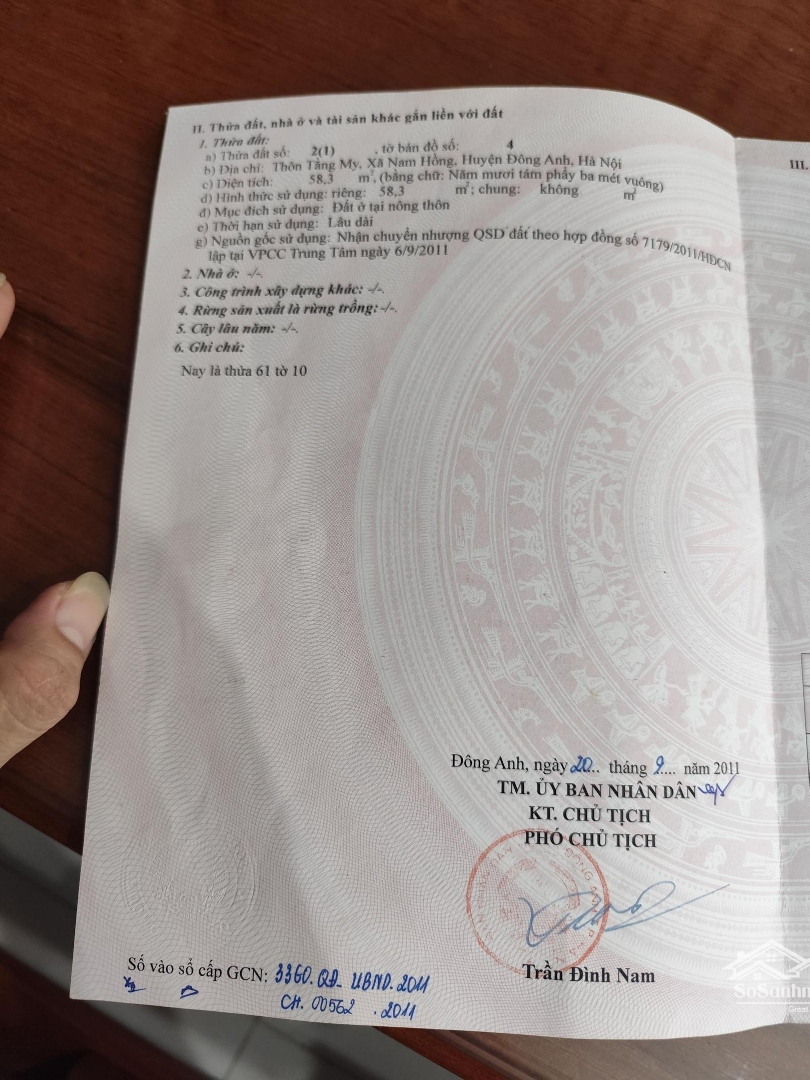 II. Thửa đất, nhà ở và tài sản khác gắn liền với đất
III.
1. Thửa đất:
a) Thửa đất số: 2(1) , tờ bản đồ số: 4
b) Địa chỉ: Thôn Tằng My, Xã Nam Hồng, Huyện Đông Anh, Hà Nội
c) Diện tích: 58,3 m², (bằng chữ: Năm mươi tám phẩy ba mét vuông)
d) Hình thức sử dụng: riêng: 58,3 m²; chung: không m²
đ) Mục đích sử dụng: Đất ở tại nông thôn
e) Thời hạn sử dụng: Lâu dài
g) Nguồn gốc sử dụng: Nhận chuyển nhượng QSD đất theo hợp đồng số 7179/2011/HĐCN
lập tại VPCC Trung Tâm ngày 6/9/2011
2. Nhà ở: -/-.
3. Công trình xây dựng khác: -/-.
4. Rừng sản xuất là rừng trồng: -/-.
5. Cây lâu năm: -/-.
6. Ghi chú:
Nay là thửa 61 tờ 10
Đông Anh, ngày 20... tháng 9.... năm 2011
TM. ỦY BAN NHÂN DÂN
KT. CHỦ TỊCH
PHÓ CHỦ TỊCH
Trần Đình Nam
Số vào sổ cấp GCN: 3360.QĐ_UBND.2011
CH. 00562 .2011
SoSanhn
Great